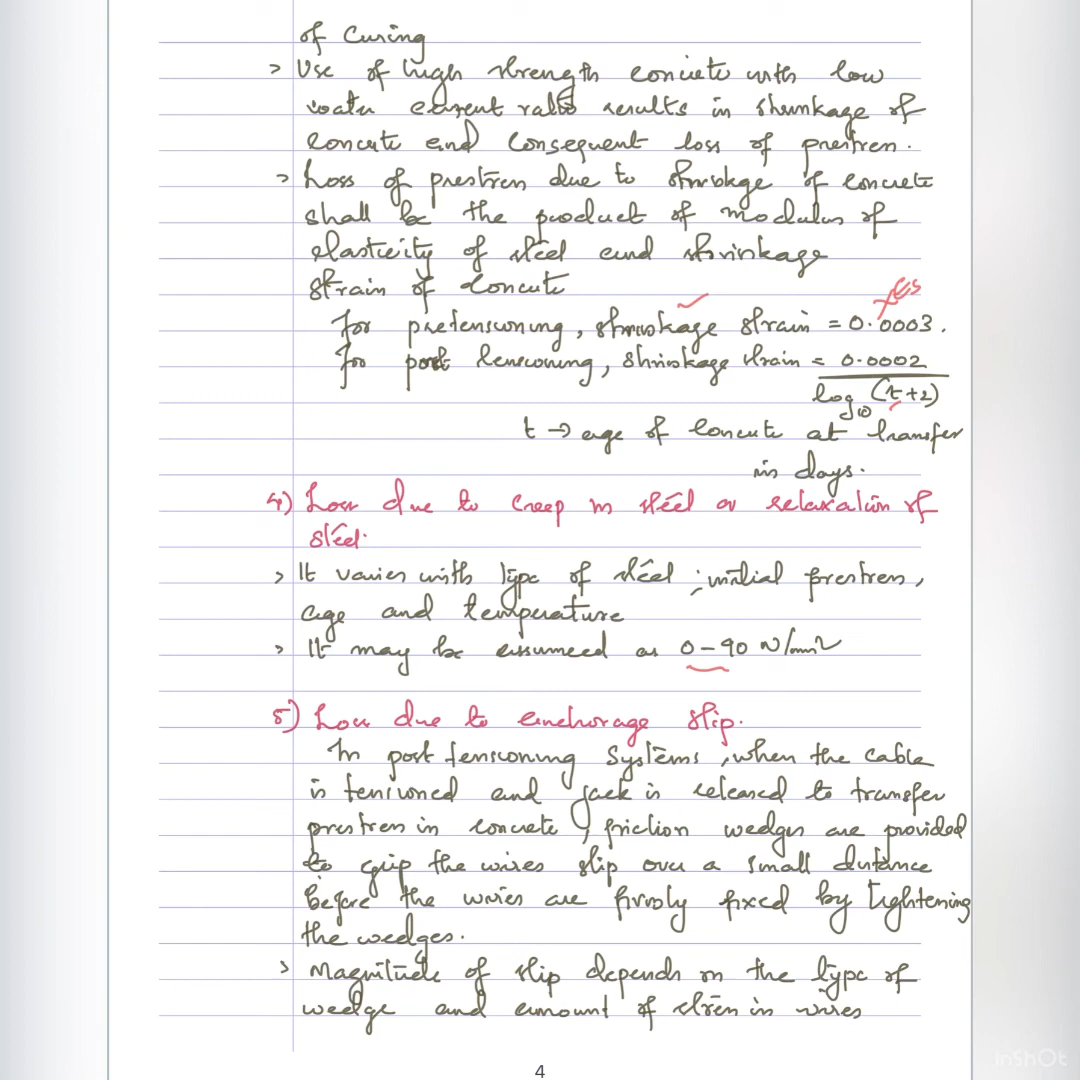 of Curing
> Use of high strength concrete with low
water cement ratio results in shrinkage of
concrete and consequent loss of prestress.
> Loss of prestress due to shrinkage of concrete
shall be the product of modulus of
elasticity of steel and shrinkage
strain of concrete
For pretensioning, shrinkage strain = 0.0003.
xEs
For post tensioning, shrinkage strain = 0.0002
log10 (t+2)
t → age of concrete at transfer
in days.
4) Loss due to creep in steel or relaxation of
steel.
> It varies with type of steel, initial prestress,
age and temperature
> It may be assumed as 0-90 N/mm2
5) Loss due to anchorage slip.
In post tensioning systems, when the cable
is tensioned and jack is released to transfer
prestress in concrete, friction wedges are provided
to grip the wires slip over a small distance
before the wires are firmly fixed by tightening
the wedges.
> Magnitude of slip depends on the type of
wedge and amount of stress in wires
4
InShOt